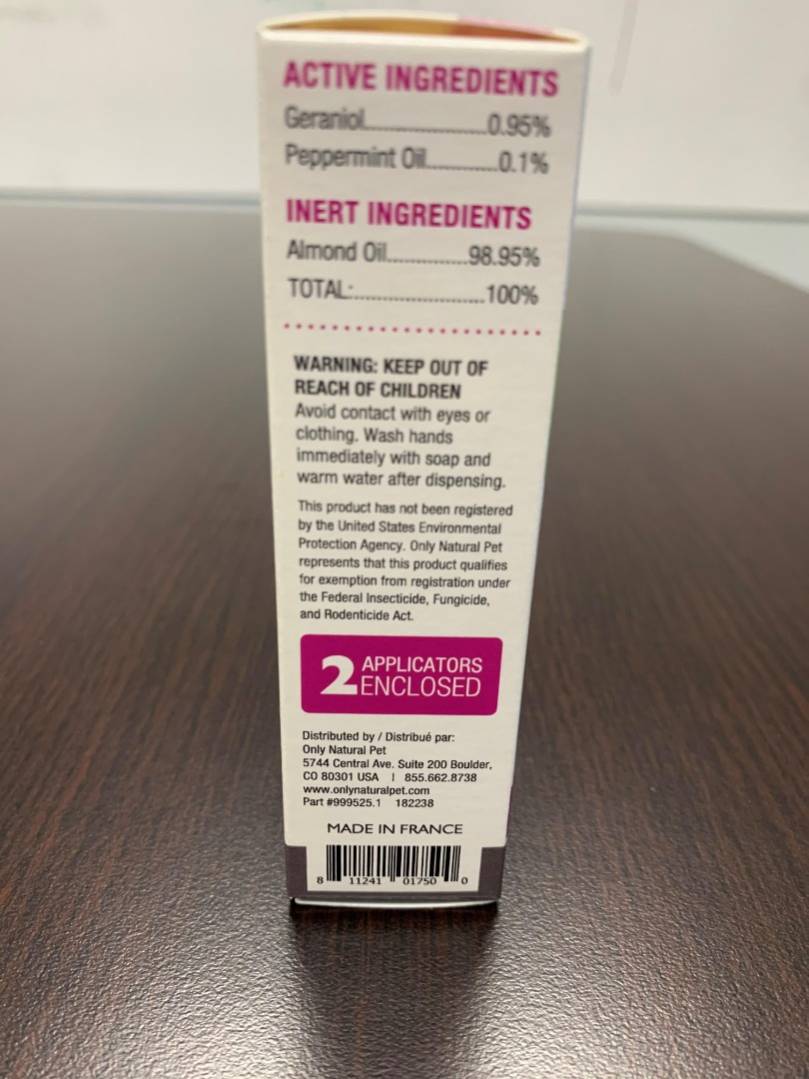 ACTIVE INGREDIENTS
Geraniol....................0.95%
Peppermint Oil............0.1%
INERT INGREDIENTS
Almond Oil.............98.95%
TOTAL:......................100%
WARNING: KEEP OUT OF
REACH OF CHILDREN
Avoid contact with eyes or
clothing. Wash hands
immediately with soap and
warm water after dispensing.
This product has not been registered
by the United States Environmental
Protection Agency. Only Natural Pet
represents that this product qualifies
for exemption from registration under
the Federal Insecticide, Fungicide,
and Rodenticide Act.
2 APPLICATORS
ENCLOSED
Distributed by / Distribué par:
Only Natural Pet
5744 Central Ave. Suite 200 Boulder,
CO 80301 USA | 855.662.8738
www.onlynaturalpet.com
Part #999525.1 182238
MADE IN FRANCE
8 11241 01750 0